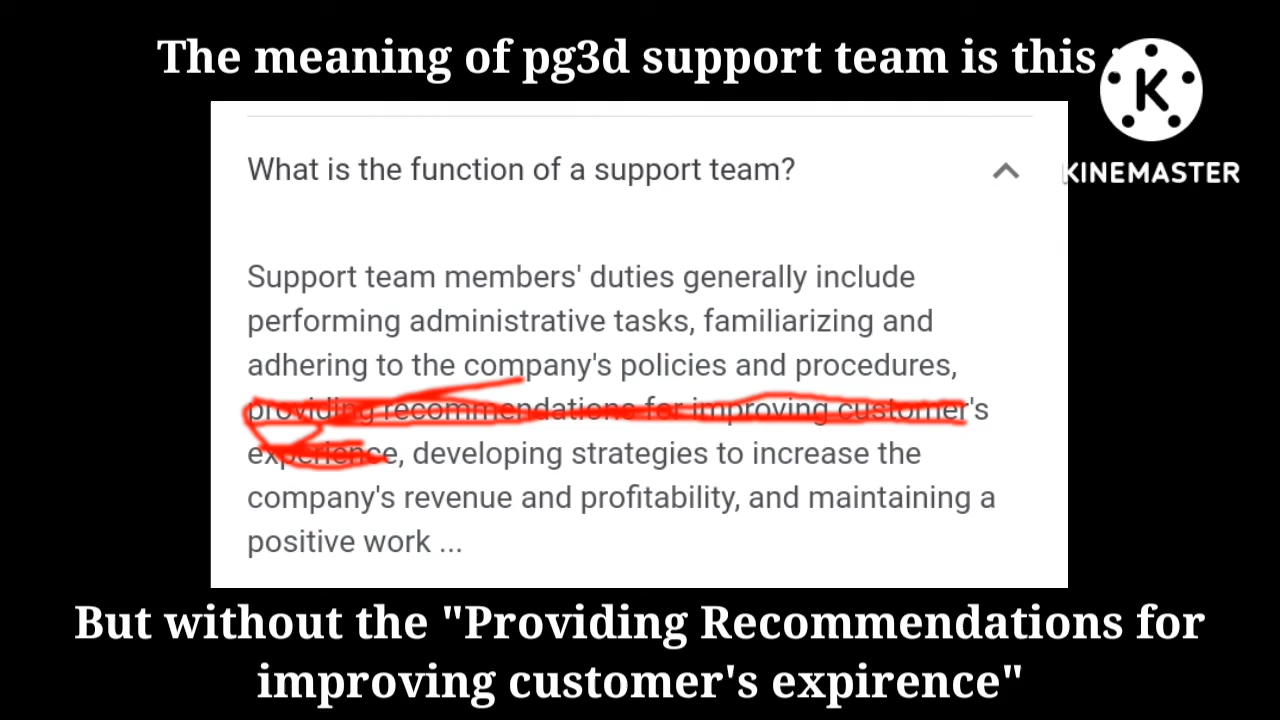 The meaning of pg3d support team is this :
K
KINEMASTER
What is the function of a support team?
Support team members' duties generally include
performing administrative tasks, familiarizing and
adhering to the company's policies and procedures,
providing recommendations for improving customer's
experience, developing strategies to increase the
company's revenue and profitability, and maintaining a
positive work ...
But without the "Providing Recommendations for
improving customer's expirence"